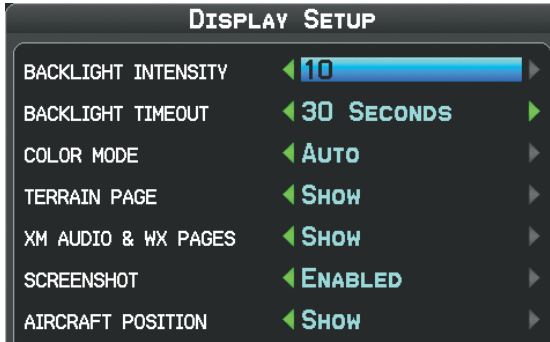 DISPLAY SETUP
BACKLIGHT INTENSITY 10
BACKLIGHT TIMEOUT 30 SECONDS
COLOR MODE AUTO
TERRAIN PAGE SHOW
XM AUDIO & WX PAGES SHOW
SCREENSHOT ENABLED
AIRCRAFT POSITION SHOW